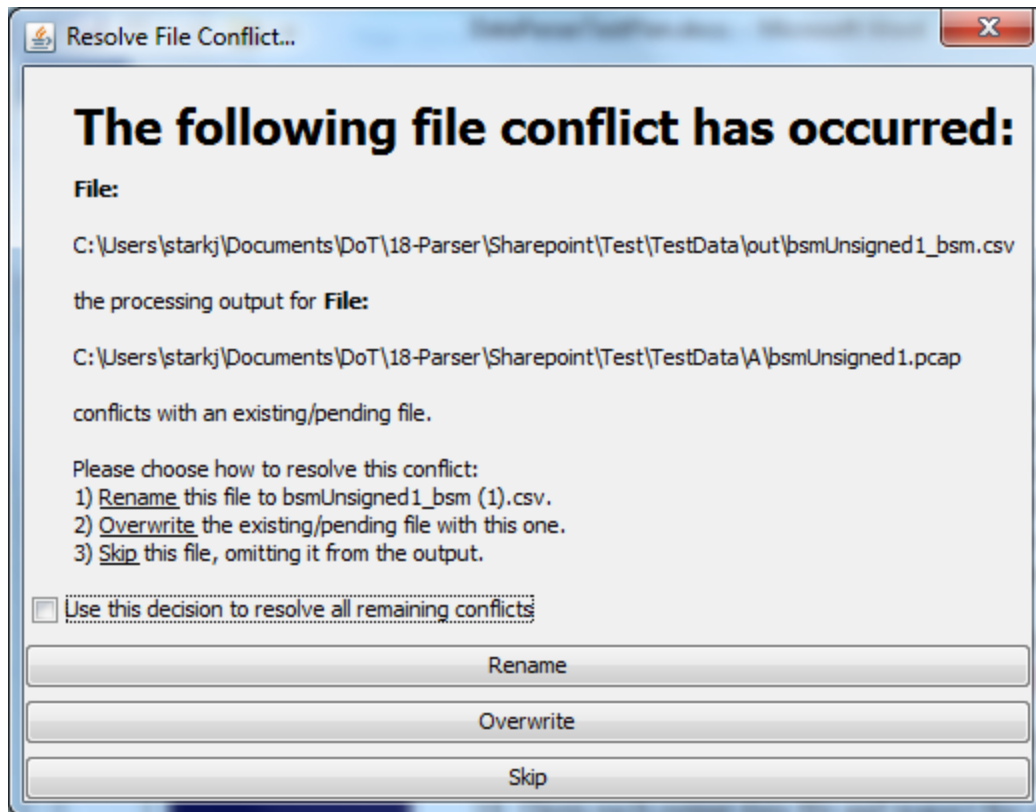 Resolve File Conflict...
The following file conflict has occurred:
File:
C:\Users\starkj\Documents\DoT\18-Parser\Sharepoint\Test\TestData\out\bsmUnsigned1_bsm.csv
the processing output for File:
C:\Users\starkj\Documents\DoT\18-Parser\Sharepoint\Test\TestData\A\bsmUnsigned1.pcap
conflicts with an existing/pending file.
Please choose how to resolve this conflict:
1) Rename this file to bsmUnsigned1_bsm (1).csv.
2) Overwrite the existing/pending file with this one.
3) Skip this file, omitting it from the output.
Use this decision to resolve all remaining conflicts
Rename
Overwrite
Skip